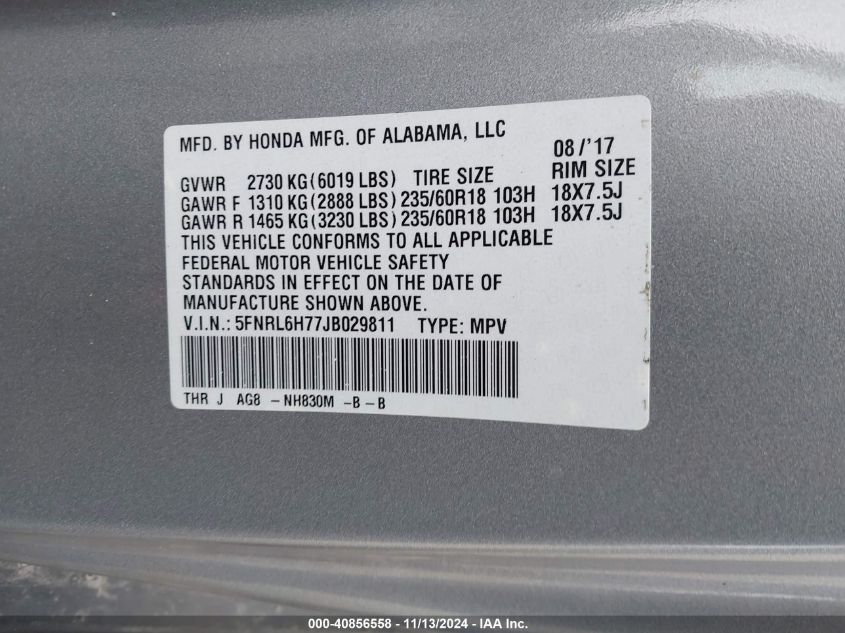 MFD. BY HONDA MFG. OF ALABAMA, LLC
08/'17
GVWR 2730 KG(6019 LBS) TIRE SIZE RIM SIZE
GAWR F 1310 KG(2888 LBS) 235/60R18 103H 18X7.5J
GAWR R 1465 KG(3230 LBS) 235/60R18 103H 18X7.5J
THIS VEHICLE CONFORMS TO ALL APPLICABLE
FEDERAL MOTOR VEHICLE SAFETY
STANDARDS IN EFFECT ON THE DATE OF
MANUFACTURE SHOWN ABOVE.
V.I.N.: 5FNRL6H77JB029811 TYPE: MPV
THR J AG8 -NH830M -B-B
000-40856558 - 11/13/2024 - IAA Inc.